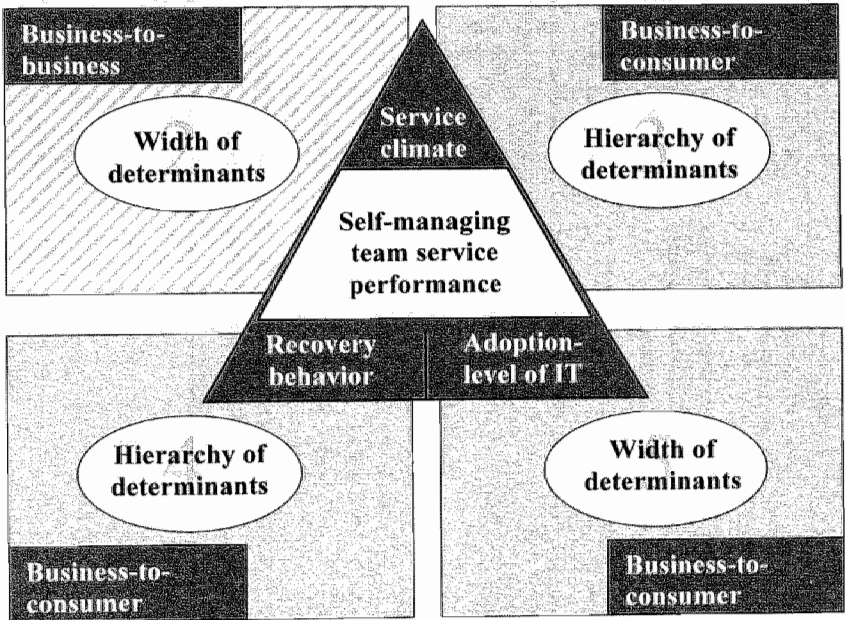 Business-to-
business
Business-to-
consumer
Width of
determinants
Service
climate
Hierarchy of
determinants
Self-managing
team service
performance
Recovery
behavior
Adoption-
level of IT
Hierarchy of
determinants
Width of
determinants
Business-to-
consumer
Business-to-
consumer